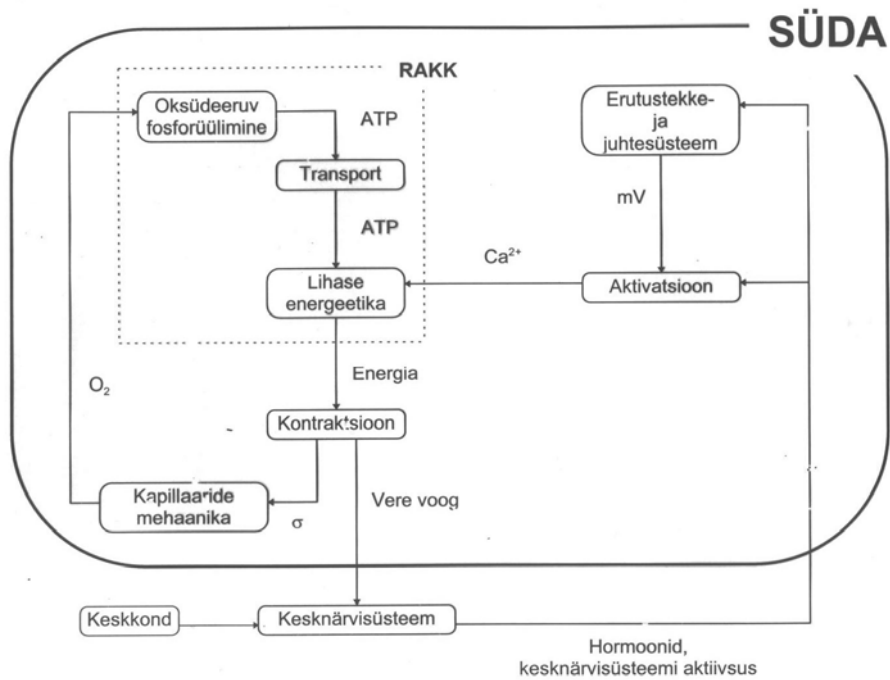 SÜDA
RAKK
Oksüdeeruv
fosforüülimine
ATP
Transport
ATP
Lihase
energeetika
Erutustekke-
ja
juhtesüsteem
mV
Ca²⁺
Aktivatsioon
Energia
O₂
Kontraktsioon
Kapillaaride
mehaanika
σ
Vere voog
Keskkond
Kesknärvisüsteem
Hormoonid,
kesknärvisüsteemi aktiivsus